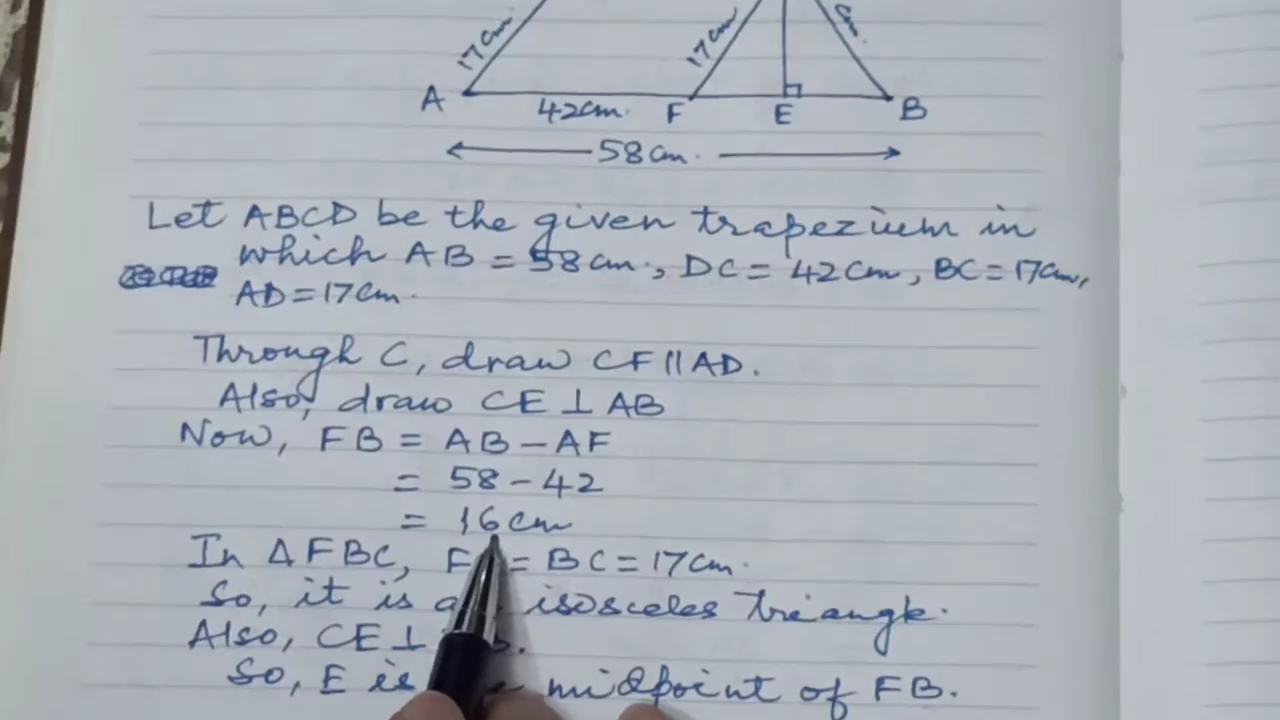 17cm 17cm cm.
A 42cm. F E B
58cm.
Let ABCD be the given trapezium in
which AB = 58cm., DC = 42cm, BC = 17cm,
AD = 17cm.
Through C, draw CF || AD.
Also, draw CE ⊥ AB
Now, FB = AB - AF
= 58 - 42
= 16cm
In Δ FBC, F = BC = 17cm.
So, it is a isosceles triangle.
Also, CE ⊥
So, E is midpoint of FB.